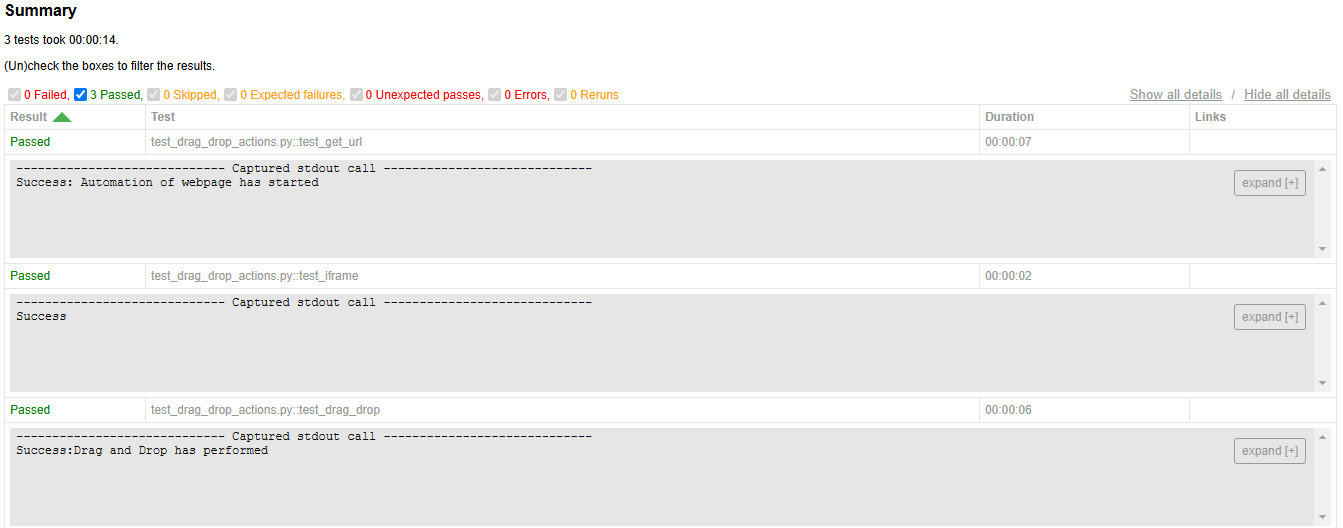 Summary
3 tests took 00:00:14.
(Un)check the boxes to filter the results.
0 Failed, 3 Passed, 0 Skipped, 0 Expected failures, 0 Unexpected passes, 0 Errors, 0 Reruns Show all details / Hide all details
Result Test Duration Links
Passed test_drag_drop_actions.py::test_get_url 00:00:07
----------------------------- Captured stdout call -----------------------------
Success: Automation of webpage has started
expand [+]
Passed test_drag_drop_actions.py::test_iframe 00:00:02
----------------------------- Captured stdout call -----------------------------
Success
expand [+]
Passed test_drag_drop_actions.py::test_drag_drop 00:00:06
----------------------------- Captured stdout call -----------------------------
Success:Drag and Drop has performed
expand [+]